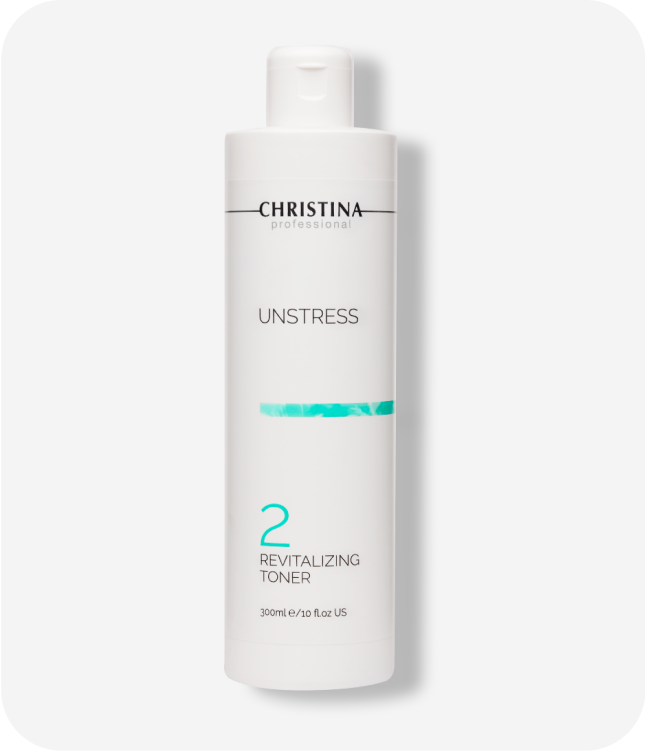 CHRISTINA
professional
UNSTRESS
2
REVITALIZING
TONER
300ml e/10 fl.oz US